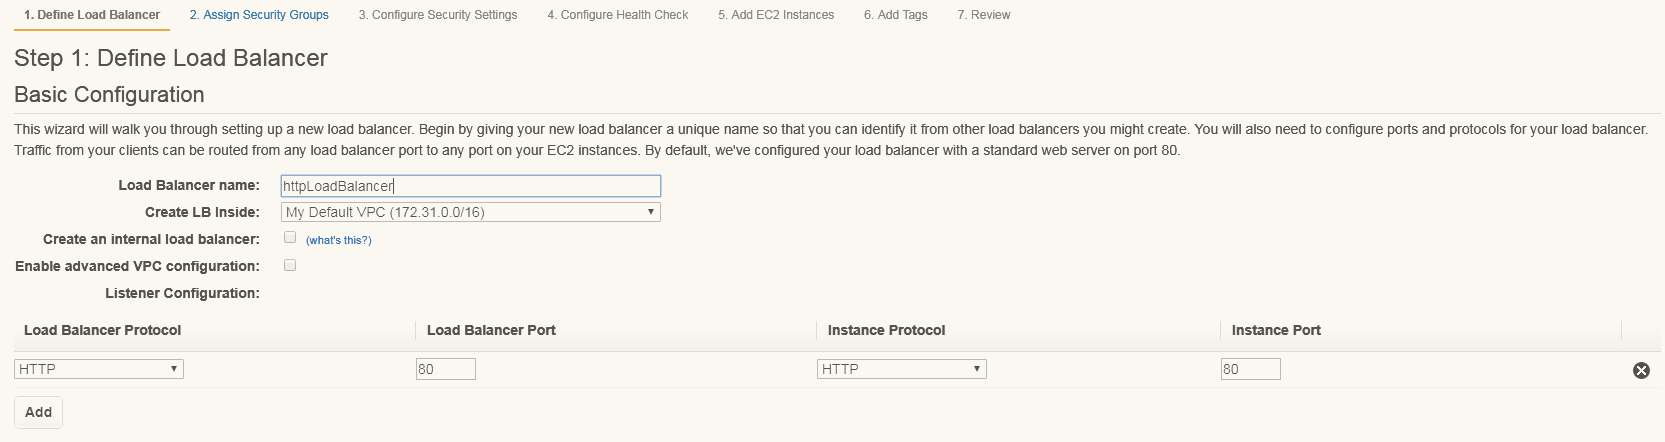 1. Define Load Balancer 2. Assign Security Groups 3. Configure Security Settings 4. Configure Health Check 5. Add EC2 Instances 6. Add Tags 7. Review
Step 1: Define Load Balancer
Basic Configuration
This wizard will walk you through setting up a new load balancer. Begin by giving your new load balancer a unique name so that you can identify it from other load balancers you might create. You will also need to configure ports and protocols for your load balancer.
Traffic from your clients can be routed from any load balancer port to any port on your EC2 instances. By default, we've configured your load balancer with a standard web server on port 80.
Load Balancer name: httpLoadBalancer
Create LB Inside: My Default VPC (172.31.0.0/16)
Create an internal load balancer: (what's this?)
Enable advanced VPC configuration:
Listener Configuration:
Load Balancer Protocol Load Balancer Port Instance Protocol Instance Port
HTTP 80 HTTP 80
Add